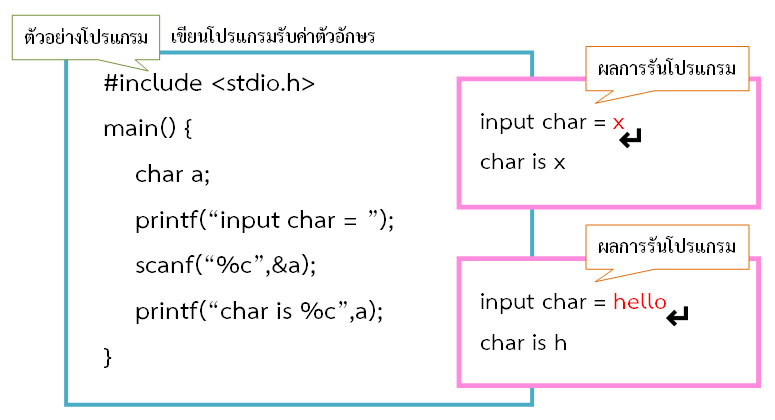 ตัวอย่างโปรแกรม
เขียนโปรแกรมรับค่าตัวอักษร
#include <stdio.h>
main() {
char a;
printf(“input char = ”);
scanf(“%c”,&a);
printf(“char is %c”,a);
}
ผลการรันโปรแกรม
input char = x
char is x
ผลการรันโปรแกรม
input char = hello
char is h